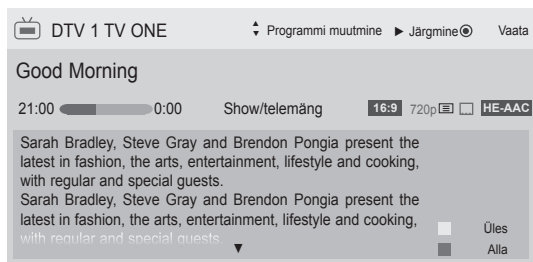 DTV 1 TV ONE Programmi muutmine Järgmine Vaata
Good Morning
21:00 0:00 Show/telemäng 16:9 720p HE-AAC
Sarah Bradley, Steve Gray and Brendon Pongia present the
latest in fashion, the arts, entertainment, lifestyle and cooking,
with regular and special guests.
Sarah Bradley, Steve Gray and Brendon Pongia present the
latest in fashion, the arts, entertainment, lifestyle and cooking,
with regular and special guests.
Üles
Alla